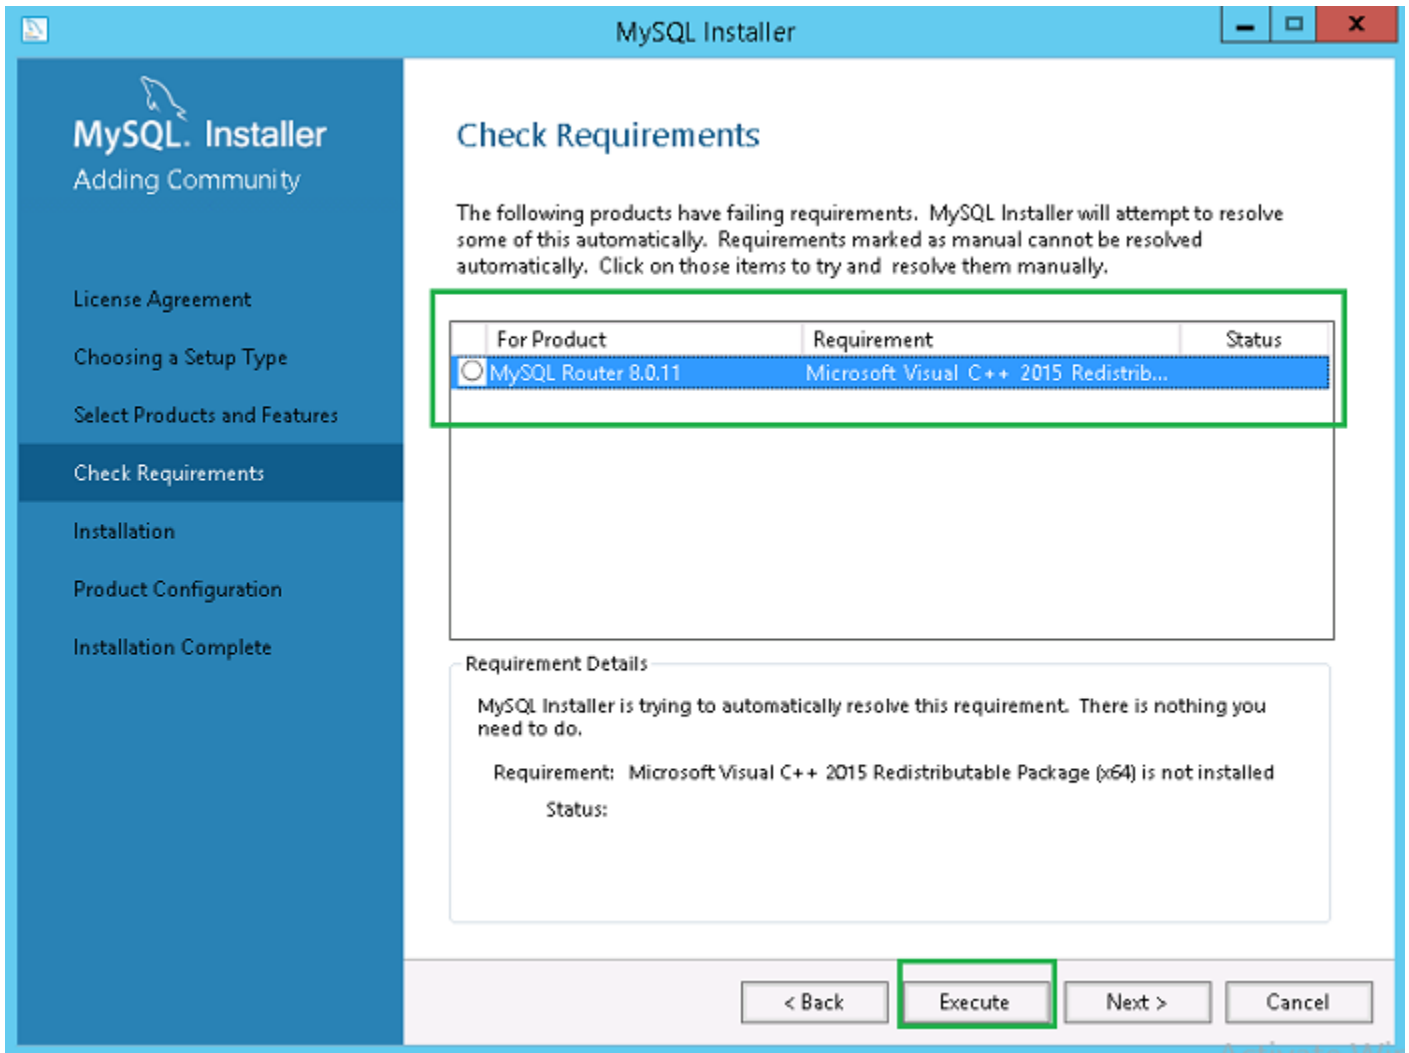 MySQL Installer
MySQL. Installer
Adding Community
License Agreement
Choosing a Setup Type
Select Products and Features
Check Requirements
Installation
Product Configuration
Installation Complete
Check Requirements
The following products have failing requirements. MySQL Installer will attempt to resolve
some of this automatically. Requirements marked as manual cannot be resolved
automatically. Click on those items to try and resolve them manually.
For Product Requirement Status
MySQL Router 8.0.11 Microsoft Visual C++ 2015 Redistrib...
Requirement Details
MySQL Installer is trying to automatically resolve this requirement. There is nothing you
need to do.
Requirement: Microsoft Visual C++ 2015 Redistributable Package (x64) is not installed
Status:
< Back Execute Next > Cancel